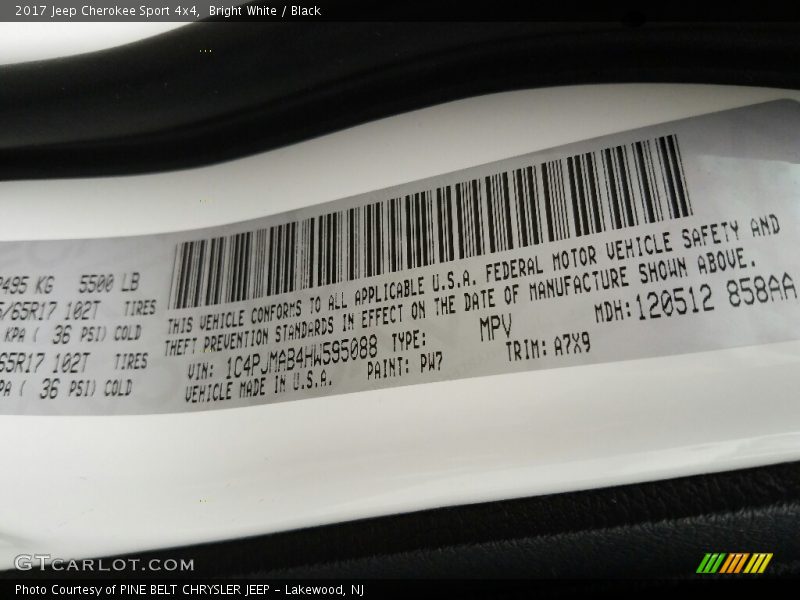 2017 Jeep Cherokee Sport 4x4,  Bright White / Black
P495 KG 5500 LB
5/65R17 102T TIRES
KPA ( 36 PSI) COLD
65R17 102T TIRES
PA ( 36 PSI) COLD
THIS VEHICLE CONFORMS TO ALL APPLICABLE U.S.A. FEDERAL MOTOR VEHICLE SAFETY AND
THEFT PREVENTION STANDARDS IN EFFECT ON THE DATE OF MANUFACTURE SHOWN ABOVE.
VIN: 1C4PJMAB4HW595088 TYPE: MPV MDH: 120512 858AA
VEHICLE MADE IN U.S.A. PAINT: PW7 TRIM: A7X9
GTCARLOT.COM
Photo Courtesy of PINE BELT CHRYSLER JEEP - Lakewood, NJ